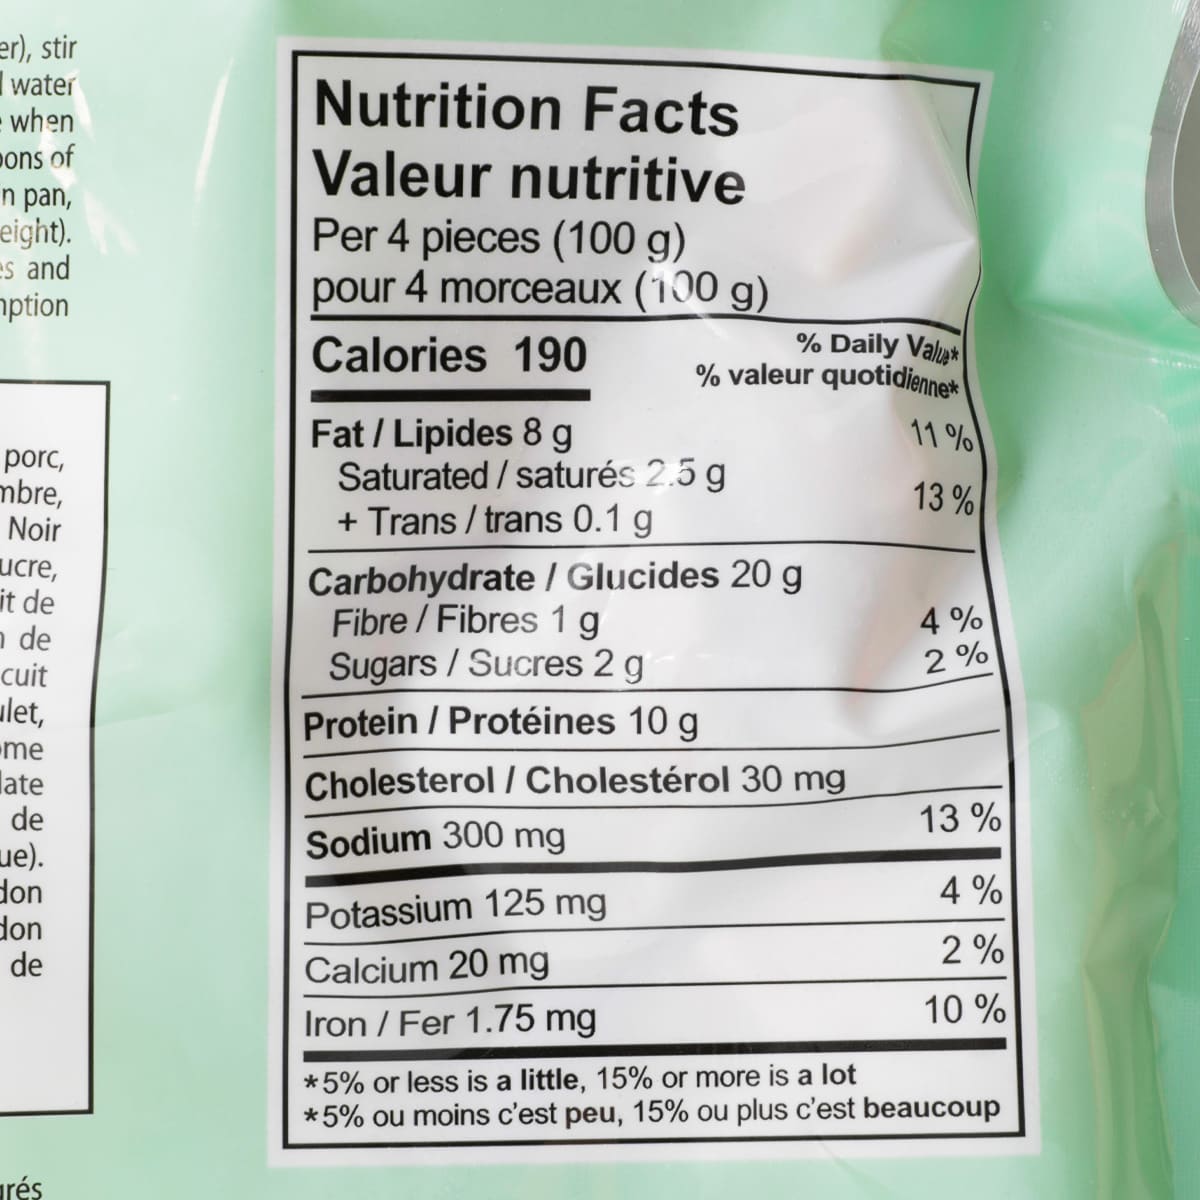 er), stir
water
when
ons of
n pan,
eight).
es and
mption
porc,
mbre,
Noir
ucre,
it de
de
cuit
ulet,
ome
late
de
ue).
don
don
de
grés
Nutrition Facts
Valeur nutritive
Per 4 pieces (100 g)
pour 4 morceaux (100 g)
Calories 190
% Daily Value*
% valeur quotidienne*
Fat / Lipides 8 g 11 %
Saturated / saturés 2.5 g
+ Trans / trans 0.1 g 13 %
Carbohydrate / Glucides 20 g
Fibre / Fibres 1 g 4 %
Sugars / Sucres 2 g 2 %
Protein / Protéines 10 g
Cholesterol / Cholestérol 30 mg
Sodium 300 mg 13 %
Potassium 125 mg 4 %
Calcium 20 mg 2 %
Iron / Fer 1.75 mg 10 %
*5% or less is a little, 15% or more is a lot
*5% ou moins c'est peu, 15% ou plus c'est beaucoup